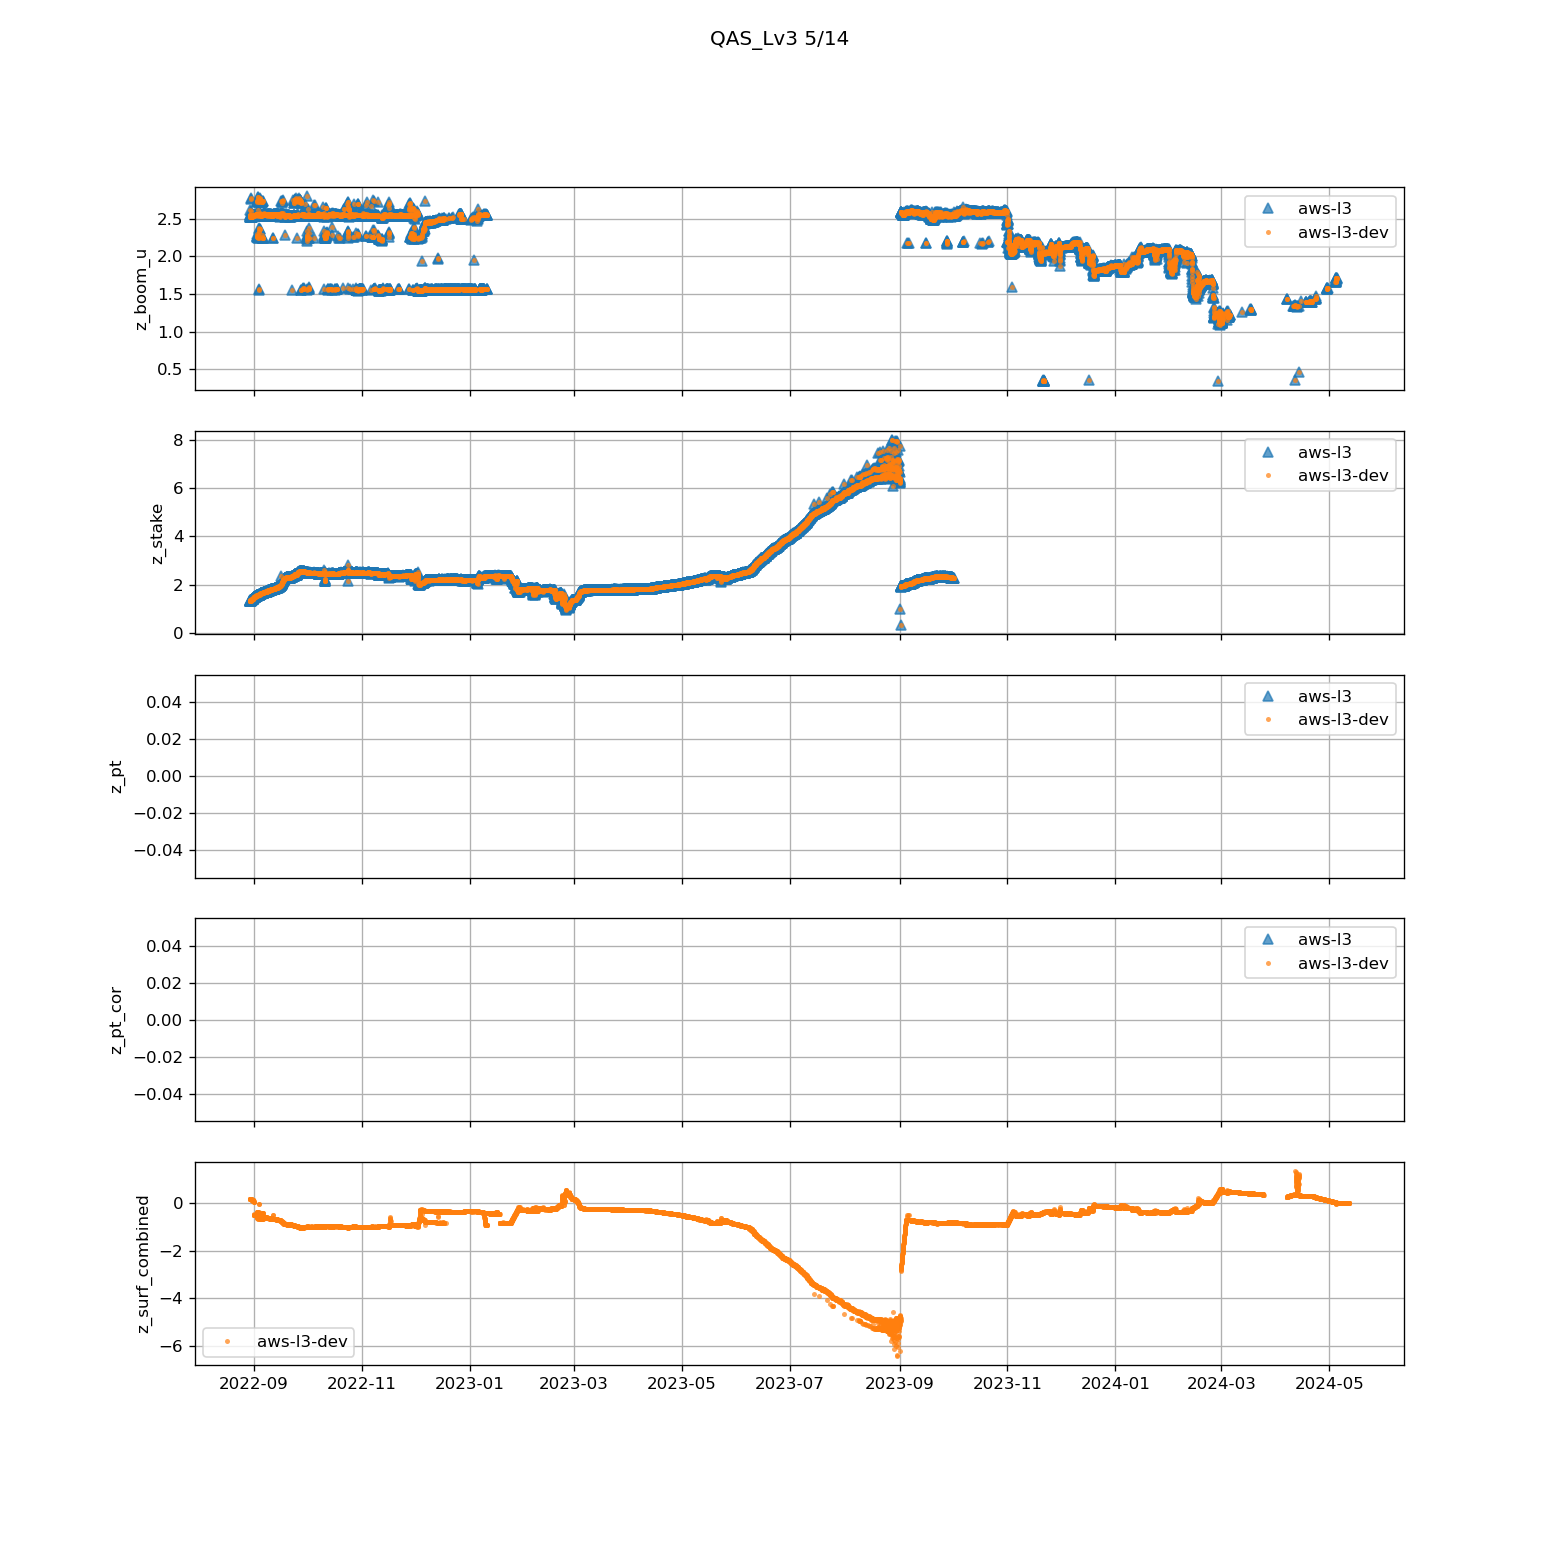 QAS_Lv3 5/14
z_boom_u
2.5
2.0
1.5
1.0
0.5
aws-l3
aws-l3-dev
z_stake
8
6
4
2
0
aws-l3
aws-l3-dev
z_pt
0.04
0.02
0.00
−0.02
−0.04
aws-l3
aws-l3-dev
z_pt_cor
0.04
0.02
0.00
−0.02
−0.04
aws-l3
aws-l3-dev
z_surf_combined
0
−2
−4
−6
aws-l3-dev
2022-09 2022-11 2023-01 2023-03 2023-05 2023-07 2023-09 2023-11 2024-01 2024-03 2024-05